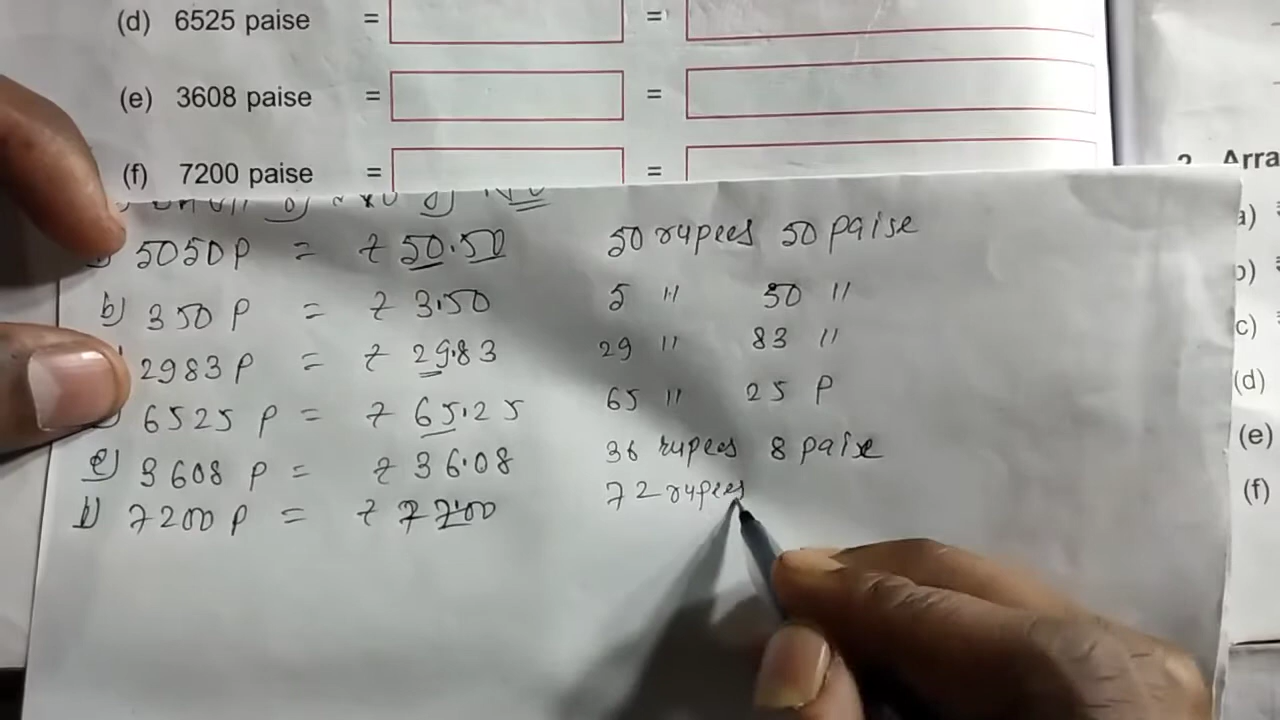 (d) 6525 paise = =
(e) 3608 paise = =
(f) 7200 paise = =
2. Arra
a) ₹
b)
c) ₹
(d)
(e)
(f)
5050 P = ₹ 50.50 50 rupees 50 paise
b) 350 P = ₹ 3.50 5 " 50 "
2983 P = ₹ 29.83 29 " 83 "
6525 P = ₹ 65.25 65 " 25 P
e) 3608 P = ₹ 36.08 36 rupees 8 paise
7200 P = ₹ 72.00 72 rupees